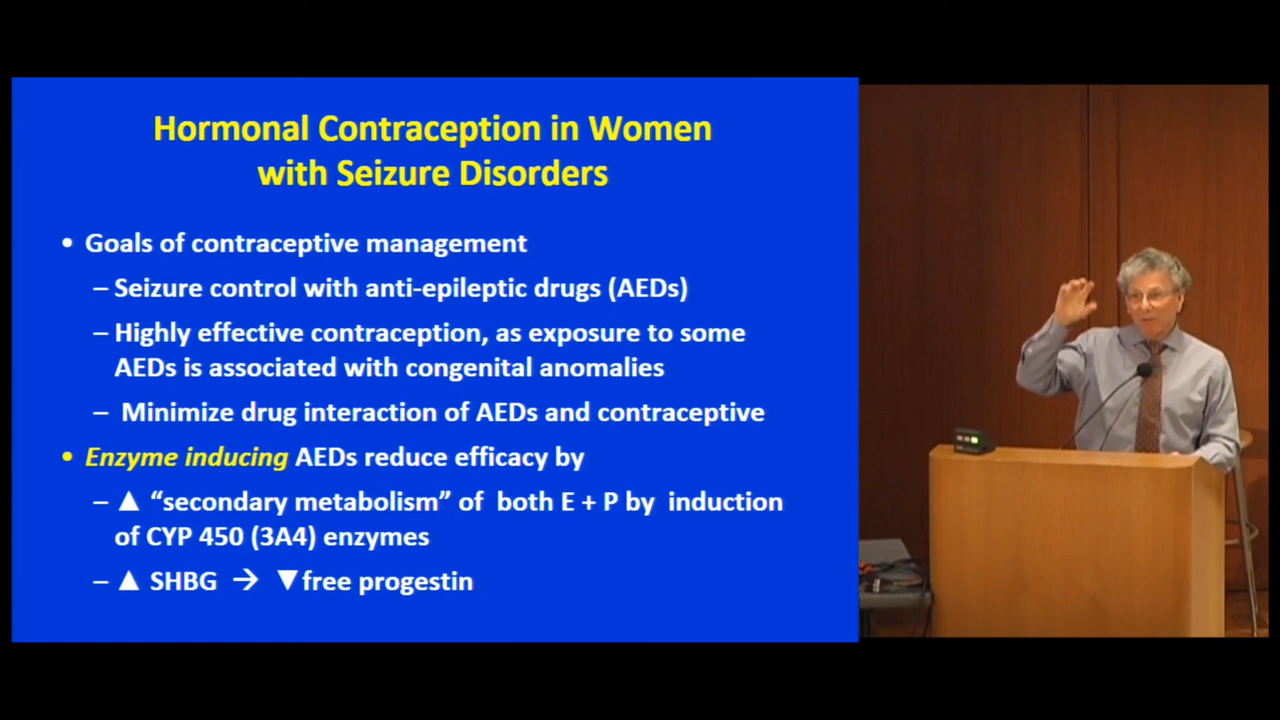 Hormonal Contraception in Women
with Seizure Disorders
• Goals of contraceptive management
– Seizure control with anti-epileptic drugs (AEDs)
– Highly effective contraception, as exposure to some
AEDs is associated with congenital anomalies
– Minimize drug interaction of AEDs and contraceptive
• Enzyme inducing AEDs reduce efficacy by
– ▲ “secondary metabolism” of both E + P by induction
of CYP 450 (3A4) enzymes
– ▲ SHBG → ▼free progestin